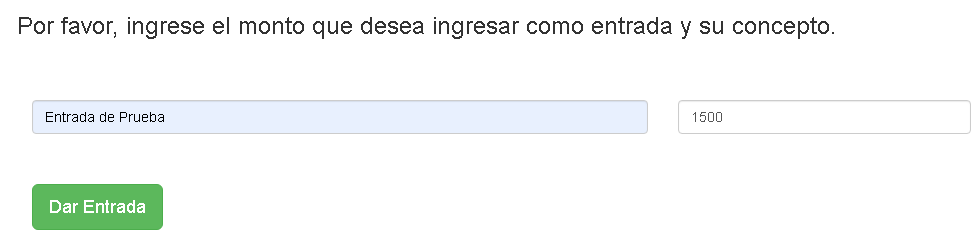 Por favor, ingrese el monto que desea ingresar como entrada y su concepto.
Entrada de Prueba
1500
Dar Entrada